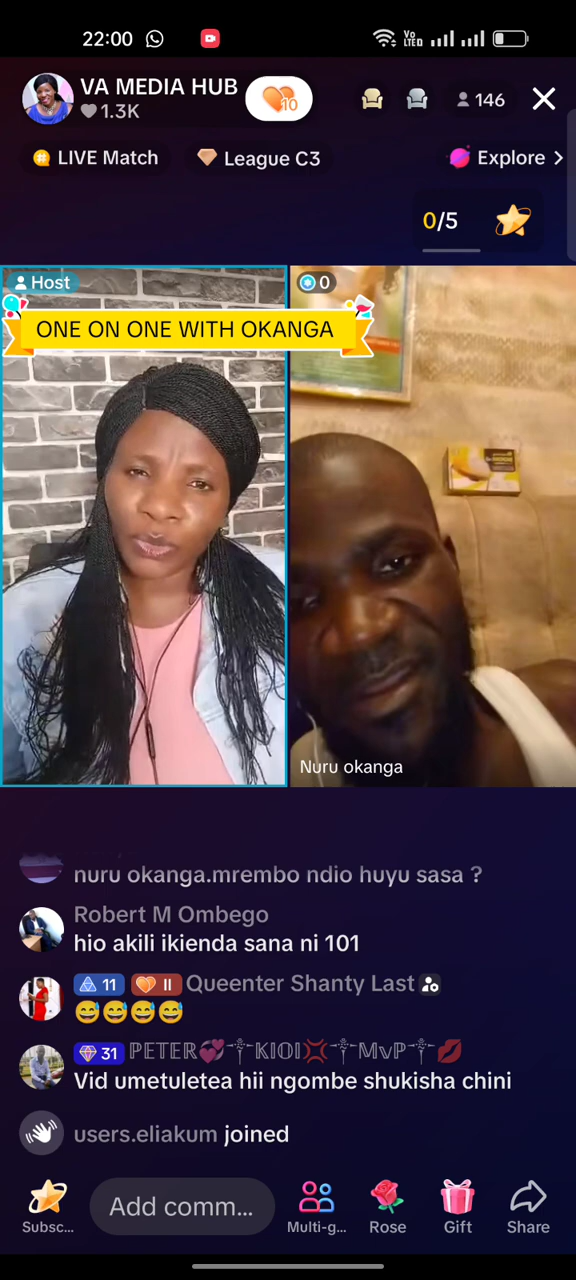 22:00
Vo
LTED
VA MEDIA HUB
1.3K
10
146
LIVE Match
League C3
Explore >
0/5
Host
0
ONE ON ONE WITH OKANGA
Nuru okanga
nuru okanga.mrembo ndio huyu sasa ?
Robert M Ombego
hio akili ikienda sana ni 101
11 II Queenter Shanty Last
😅😅😅😅
31 ℙ𝔼𝕋𝔼ℝ💞༒𝕂𝕀𝕆𝕀💢༒𝕄𝕧ℙ༒💋
Vid umetuletea hii ngombe shukisha chini
users.eliakum joined
Subsc...
Add comm...
Multi-g...
Rose
Gift
Share